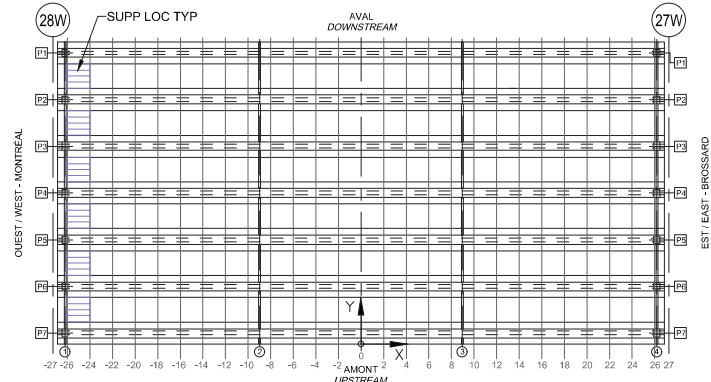 28W
SUPP LOC TYP
AVAL
DOWNSTREAM
27W
P1
P1
P2
P2
P3
P3
P4
P4
P5
P5
P6
P6
P7
P7
OUEST / WEST - MONTRÉAL
EST / EAST - BROSSARD
Y
X
1
2
3
4
-27 -26 -24 -22 -20 -18 -16 -14 -12 -10 -8 -6 -4 -2 0 2 4 6 8 10 12 14 16 18 20 22 24 26 27
AMONT
UPSTREAM